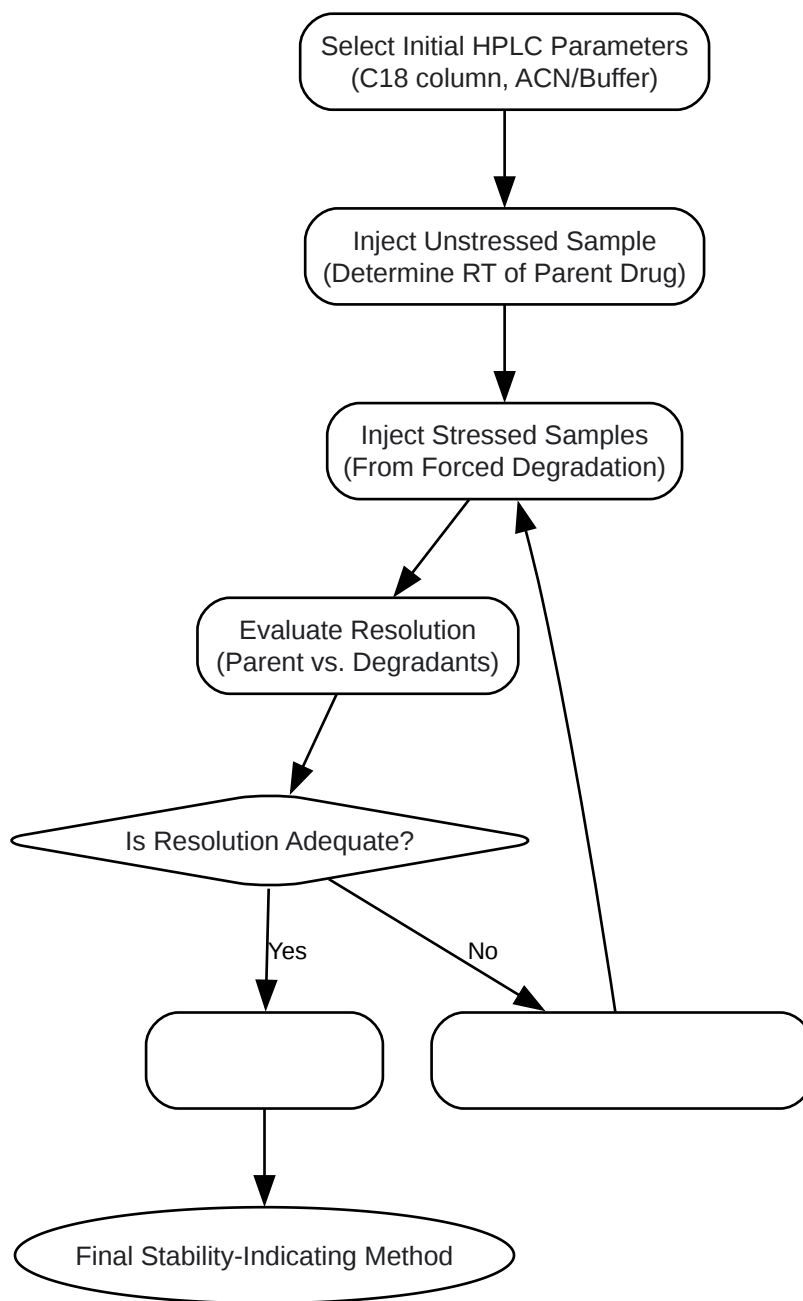 Select Initial HPLC Parameters
(C18 column, ACN/Buffer)
Inject Unstressed Sample
(Determine RT of Parent Drug)
Inject Stressed Samples
(From Forced Degradation)
Evaluate Resolution
(Parent vs. Degradants)
Is Resolution Adequate?
Yes
No
Final Stability-Indicating Method